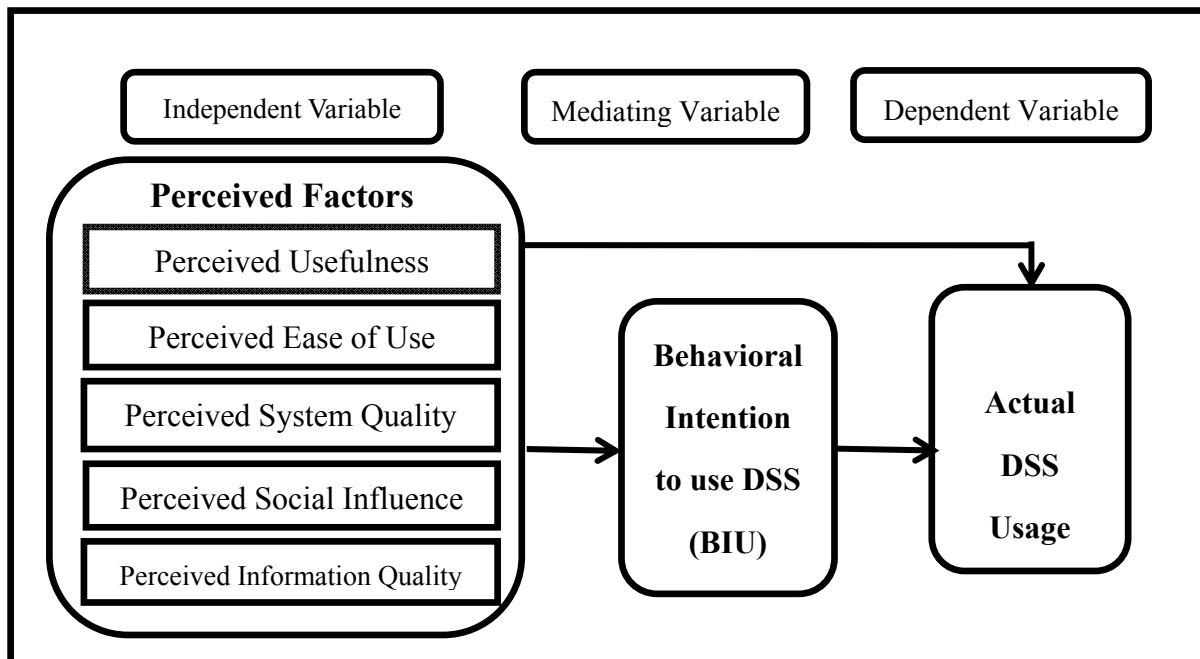 Independent Variable
Mediating Variable
Dependent Variable
Perceived Factors
Perceived Usefulness
Perceived Ease of Use
Perceived System Quality
Perceived Social Influence
Perceived Information Quality
Behavioral
Intention
to use DSS
(BIU)
Actual
DSS
Usage